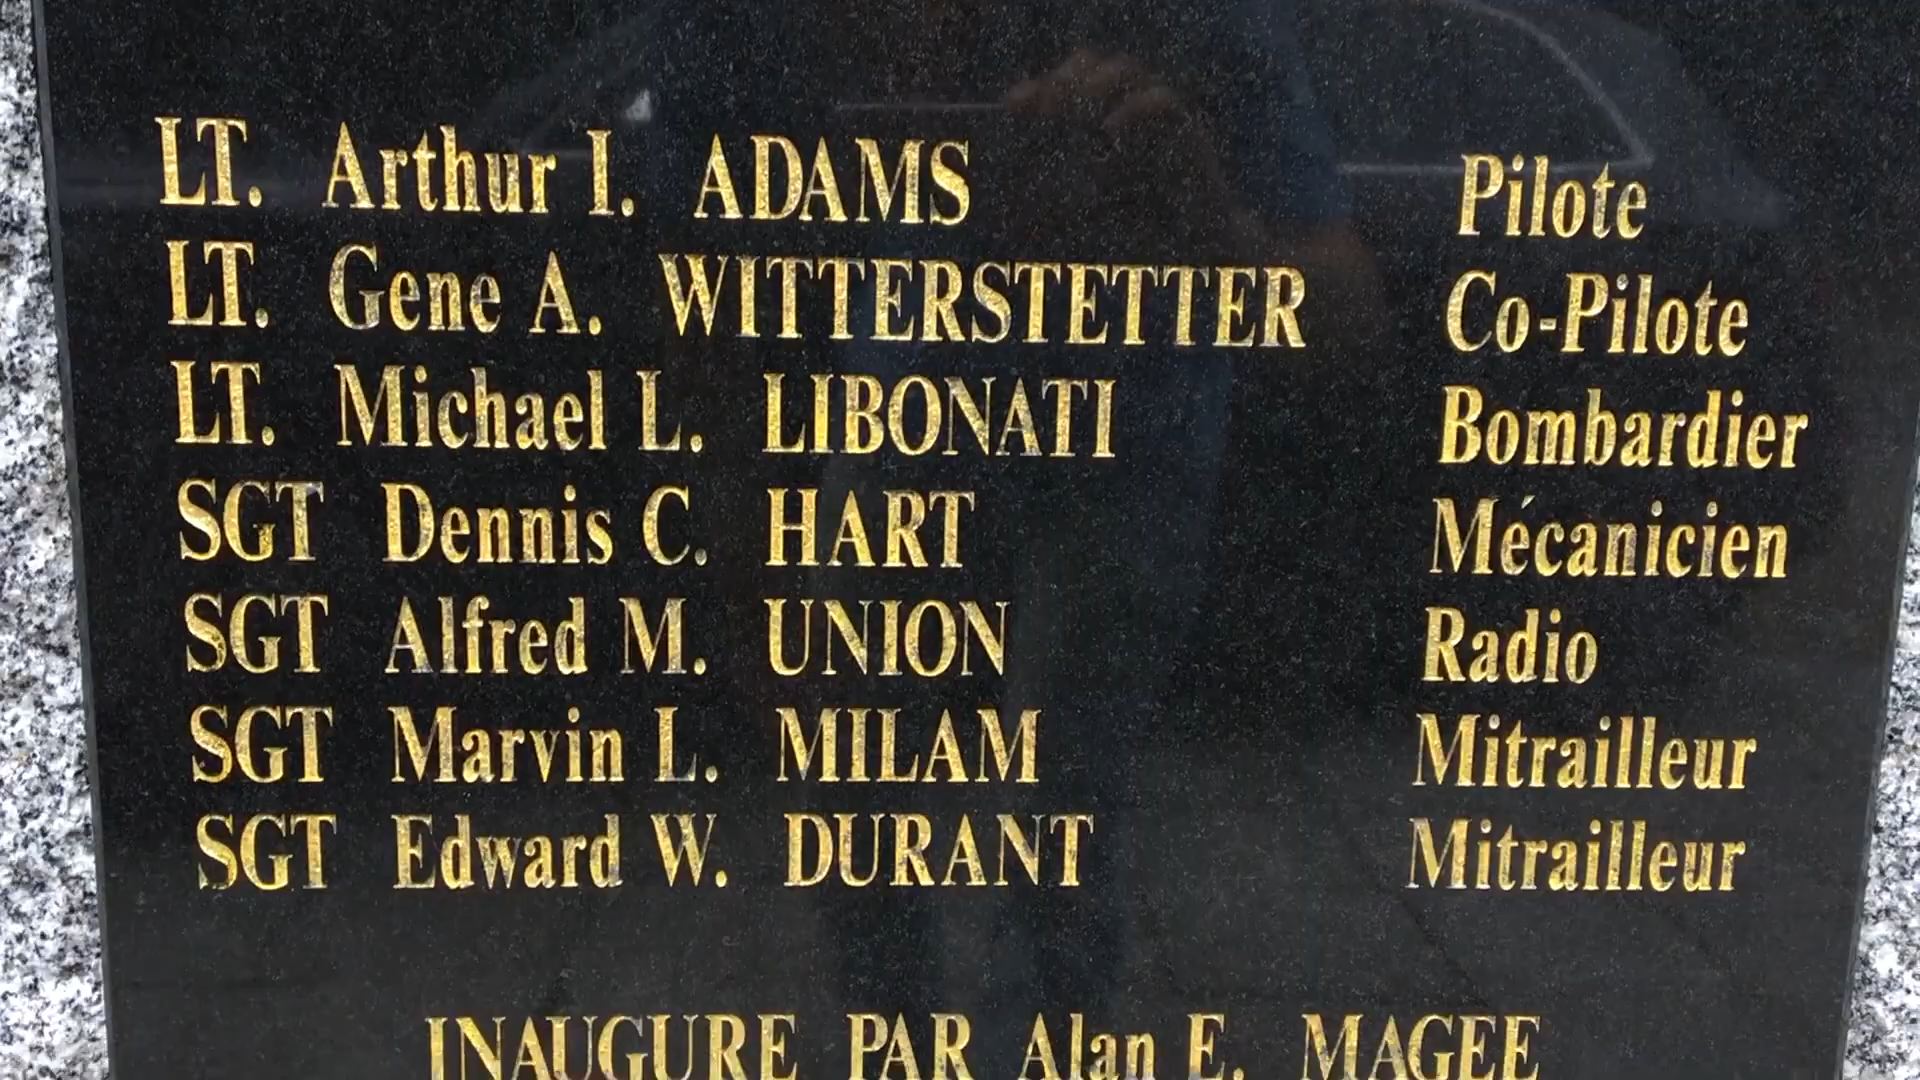 LT. Arthur I. ADAMS Pilote
LT. Gene A. WITTERSTETTER Co-Pilote
LT. Michael L. LIBONATI Bombardier
SGT Dennis C. HART Mécanicien
SGT Alfred M. UNION Radio
SGT Marvin L. MILAM Mitrailleur
SGT Edward W. DURANT Mitrailleur
INAUGURE PAR Alan E. MAGEE